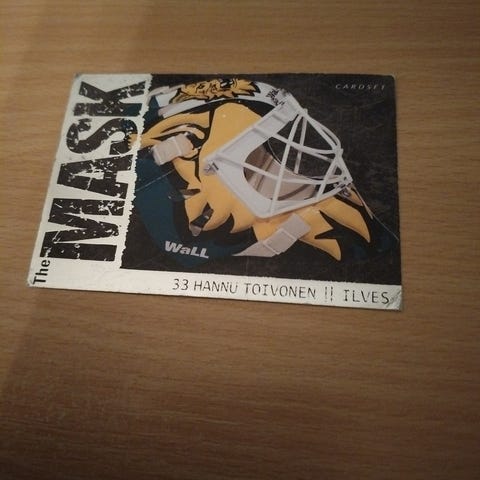 CARDSET
The MASK
WaLL
33 HANNU TOIVONEN || ILVES